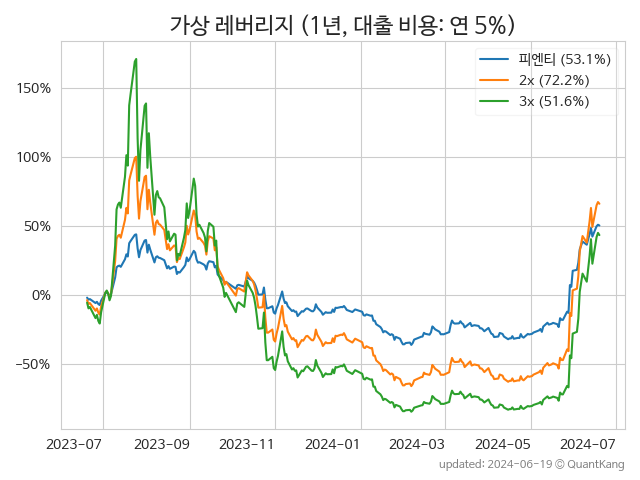 가상 레버리지 (1년, 대출 비용: 연 5%)
피엔티 (53.1%)
2x (72.2%)
3x (51.6%)
150%
100%
50%
0%
−50%
2023-07 2023-09 2023-11 2024-01 2024-03 2024-05 2024-07
updated: 2024-06-19 © QuantKang